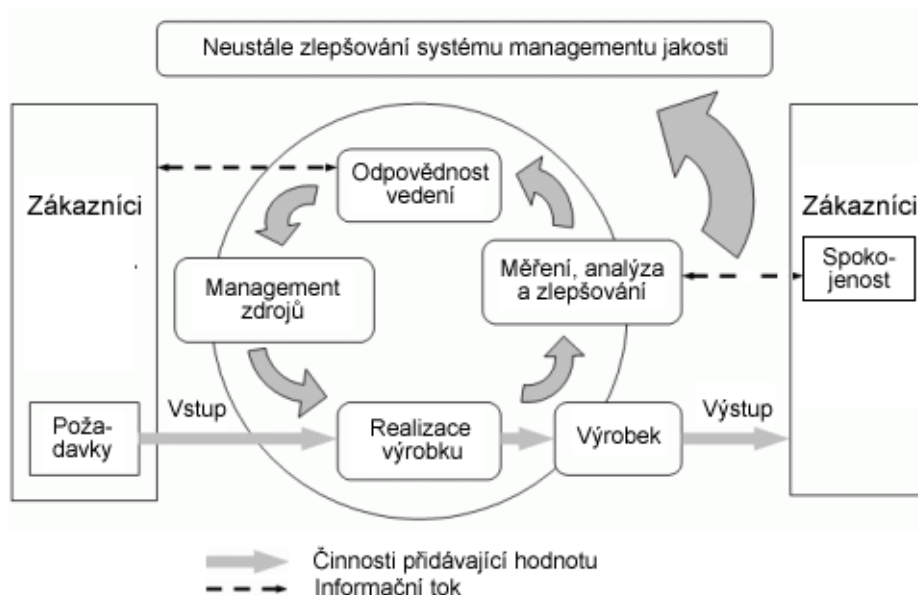 Neustále zlepšování systému managementu jakosti
Zákazníci
Odpovědnost
vedení
Zákazníci
Management
zdrojů
Měření, analýza
a zlepšování
Spoko-
jenost
Poža-
davky
Vstup
Realizace
výrobku
Výrobek
Výstup
Činnosti přidávající hodnotu
Informační tok